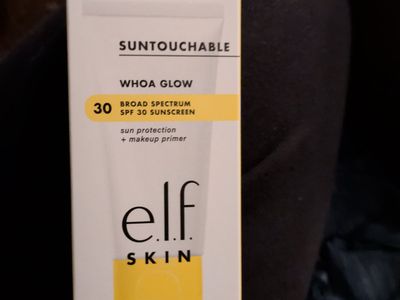 SUNTOUCHABLE
WHOA GLOW
30
BROAD SPECTRUM
SPF 30 SUNSCREEN
sun protection
+ makeup primer
e.l.f.
SKIN